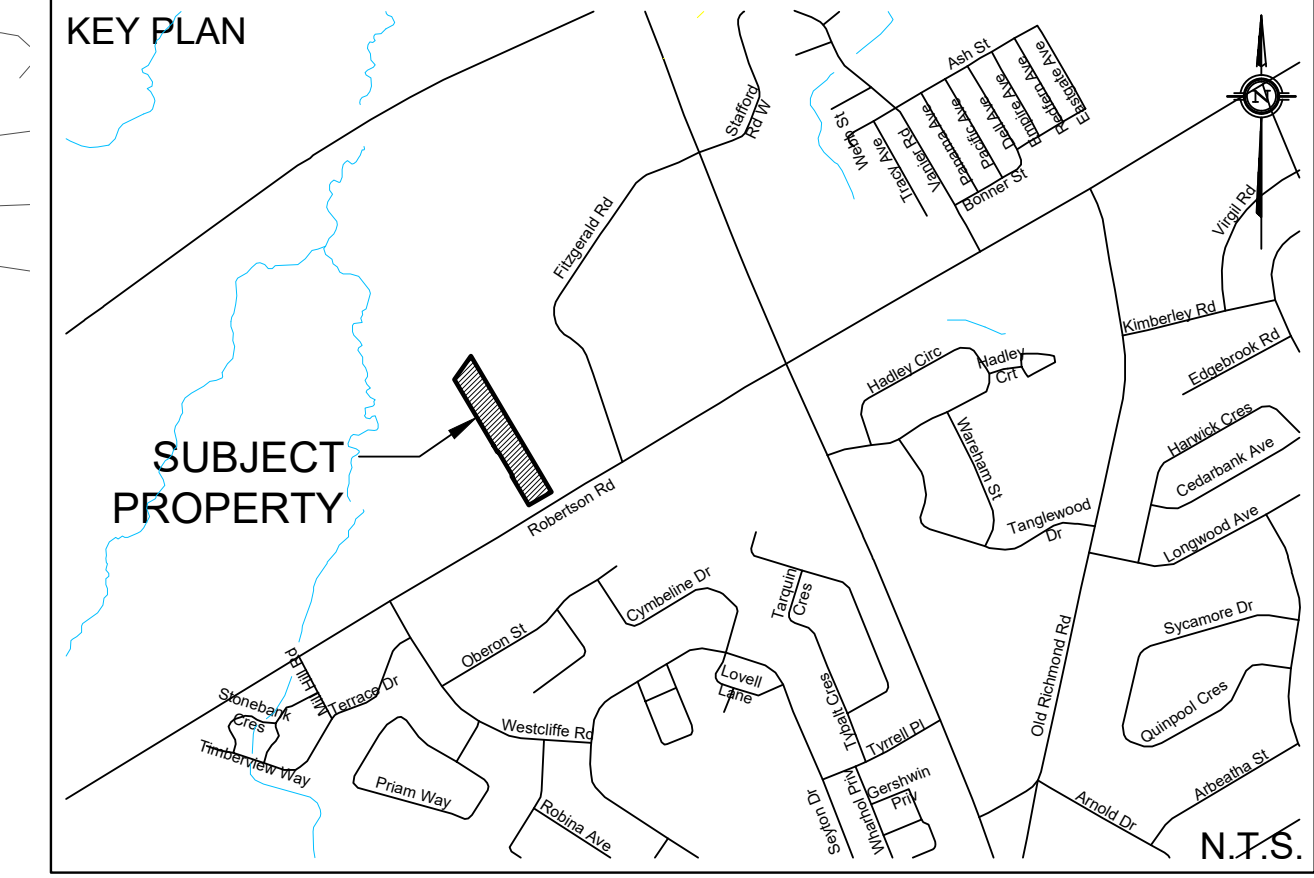 KEY PLAN
N
Ash St
Stafford
Rd W
Webb St
Tracy Ave
Vanier Rd
Panama Ave
Pacific Ave
Dell Ave
Empire Ave
Redfern Ave
Eastgate Ave
Bonner St
Fitzgerald Rd
Virgil Rd
Kimberley Rd
Edgebrook Rd
Hadley Circ
Hadley
Crt
Wareham St
Harwick Cres
Cedarbank Ave
SUBJECT
PROPERTY
Robertson Rd
Tanglewood
Dr
Longwood Ave
Tarquin
Cres
Cymbeline Dr
Oberon St
Old Richmond Rd
Sycamore Dr
Mill Hill Rd
Terrace Dr
Stonebank
Cres
Lovell
Lane
Tybalt Cres
Tyrrell Pl
Quinpool Cres
Timberview Way
Westcliffe Rd
Priam Way
Robina Ave
Seyton Dr
Wharhol Priv
Gershwin
Priv
Arnold Dr
Arbeatha St
N.T.S.